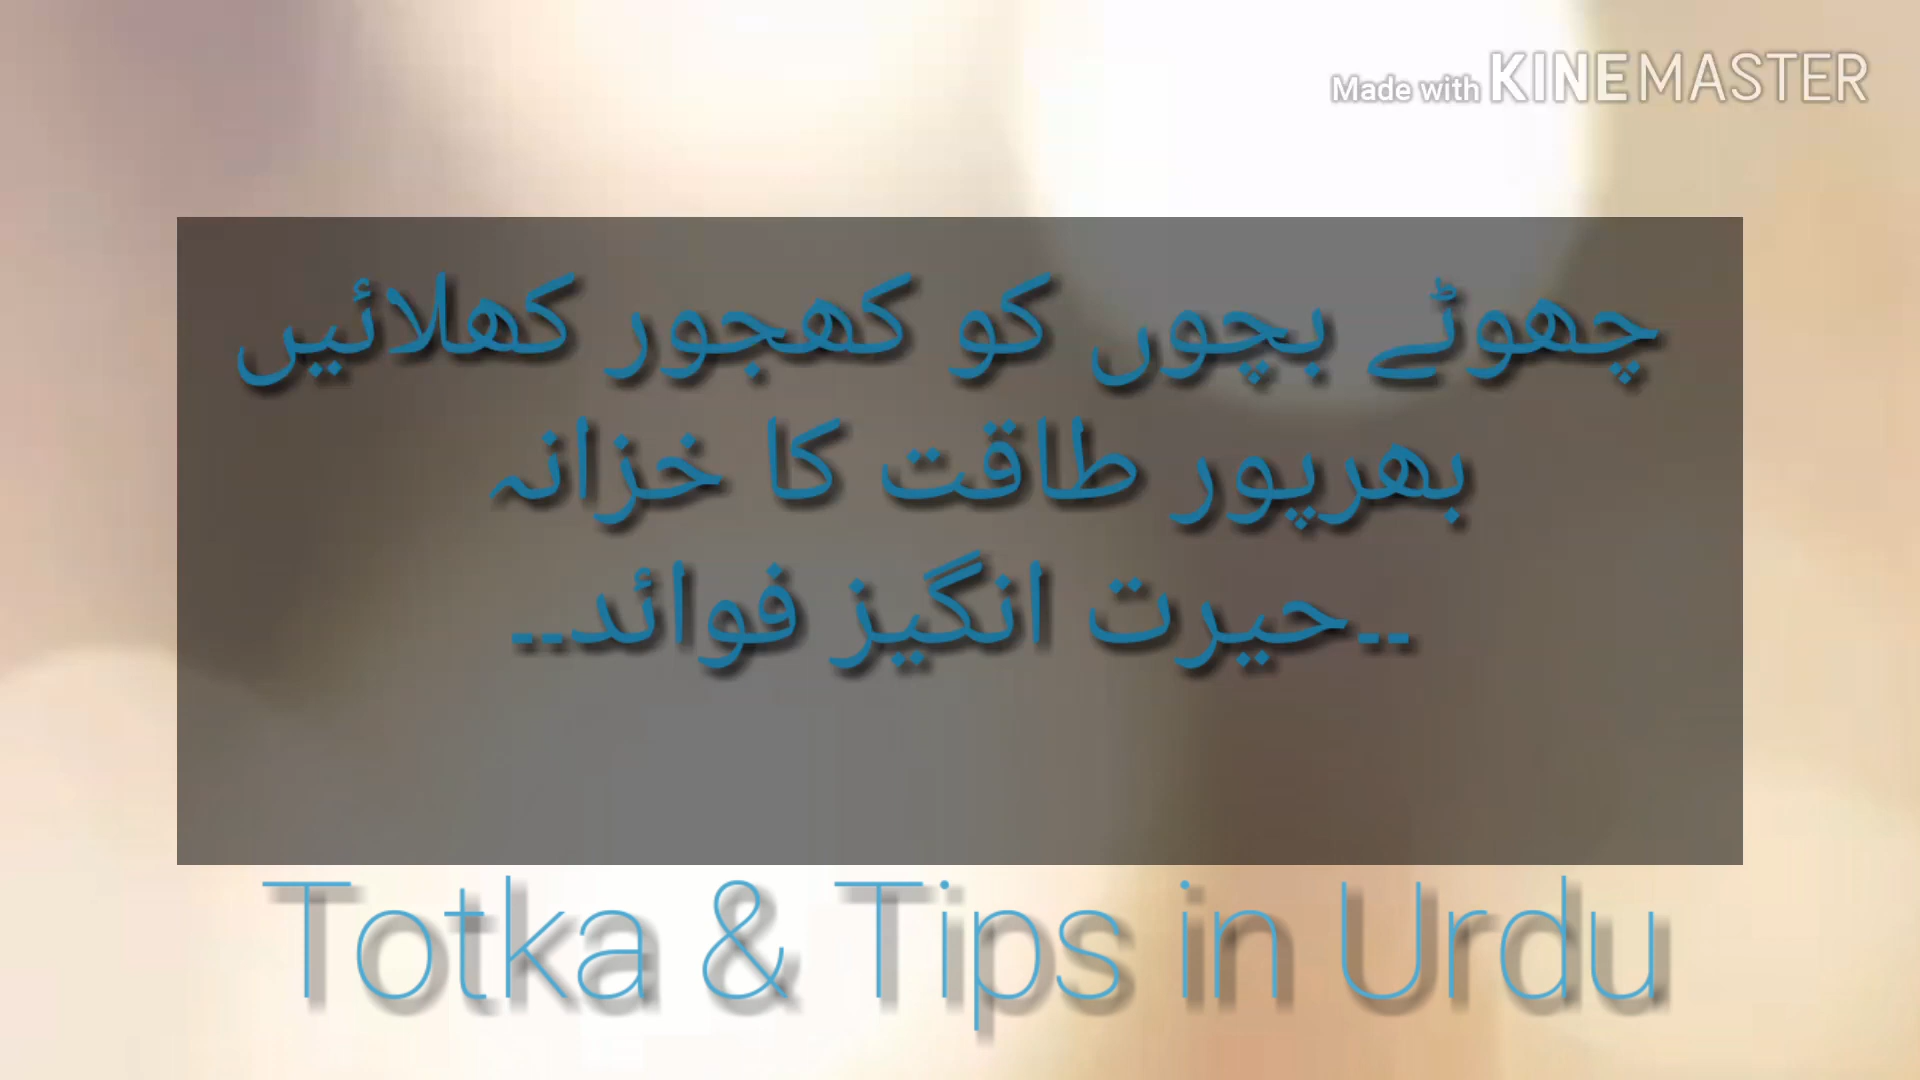 Made with KINEMASTER
چھوٹے بچوں کو کھجور کھلائیں
بھرپور طاقت کا خزانہ
--حیرت انگیز فوائد--
Totka & Tips in Urdu